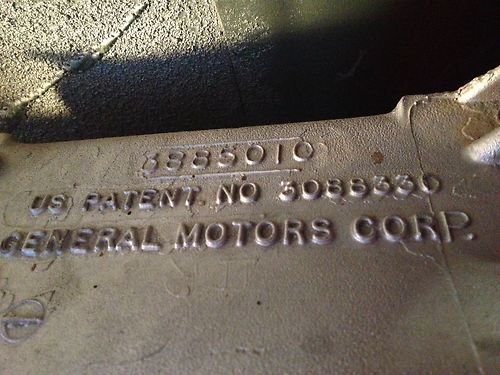 3885010
US PATENT. NO 3088330
GENERAL MOTORS CORP.